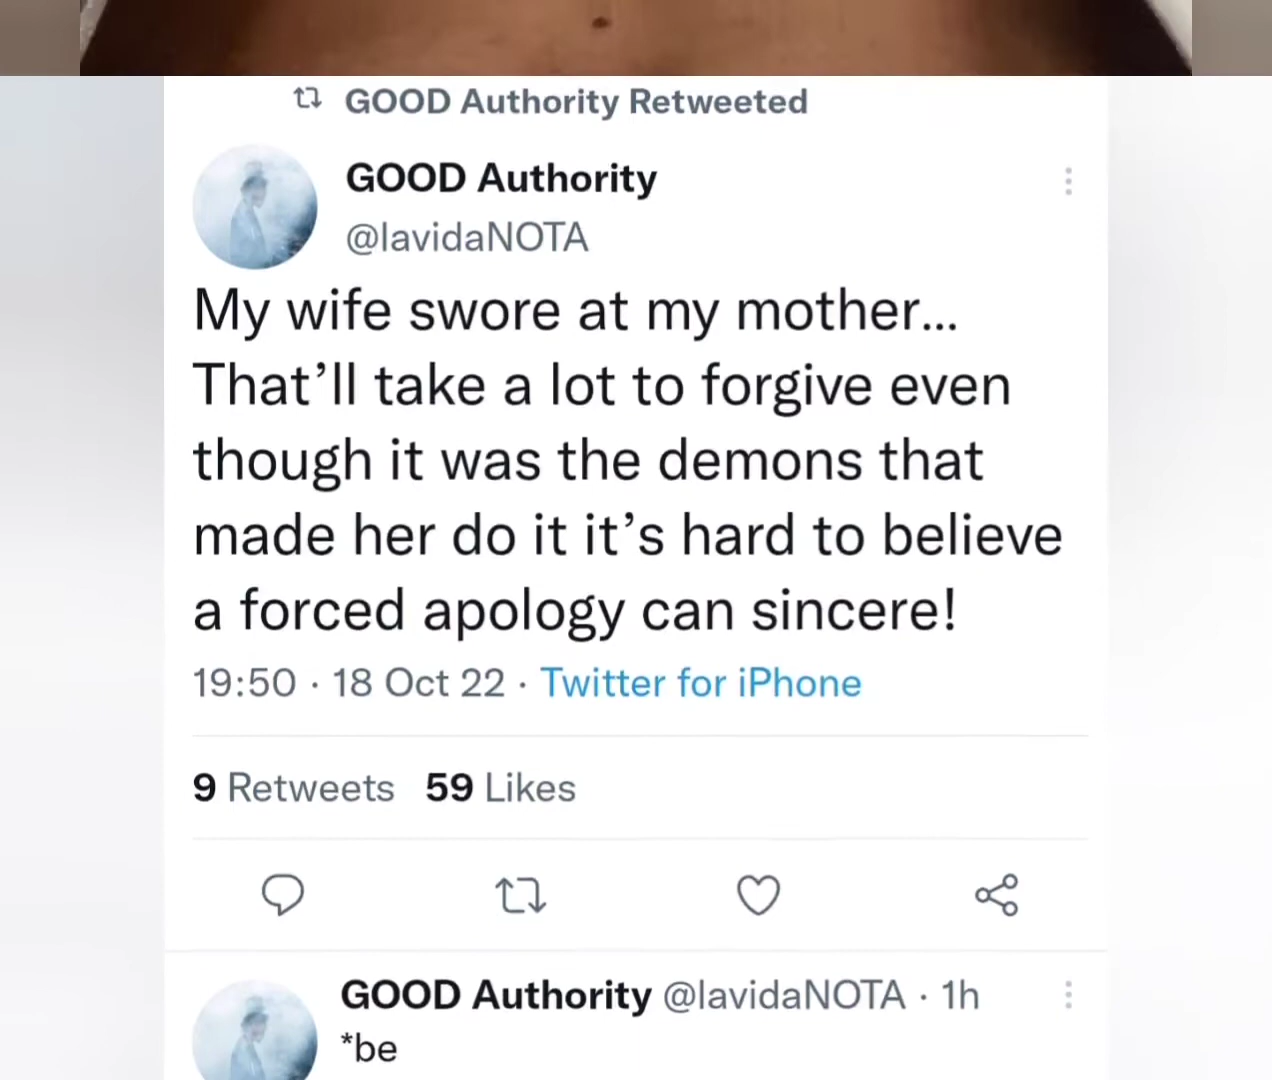 GOOD Authority Retweeted
GOOD Authority
@lavidaNOTA
My wife swore at my mother...
That’ll take a lot to forgive even
though it was the demons that
made her do it it’s hard to believe
a forced apology can sincere!
19:50 · 18 Oct 22 · Twitter for iPhone
9 Retweets 59 Likes
GOOD Authority @lavidaNOTA · 1h
*be